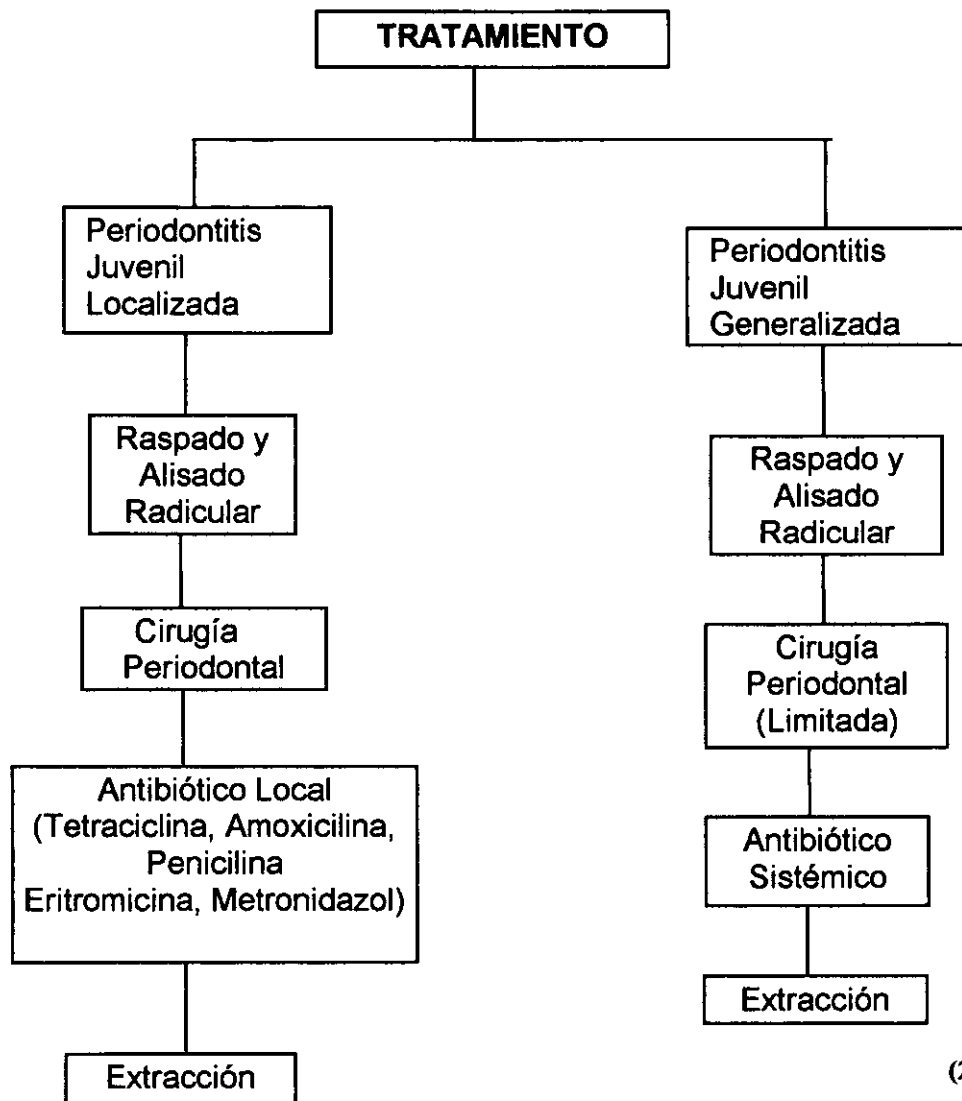 TRATAMIENTO
Periodontitis
Juvenil
Localizada
Raspado y
Alisado
Radicular
Cirugía
Periodontal
Antibiótico Local
(Tetraciclina, Amoxicilina,
Penicilina
Eritromicina, Metronidazol)
Extracción
Periodontitis
Juvenil
Generalizada
Raspado y
Alisado
Radicular
Cirugía
Periodontal
(Limitada)
Antibiótico
Sistémico
Extracción